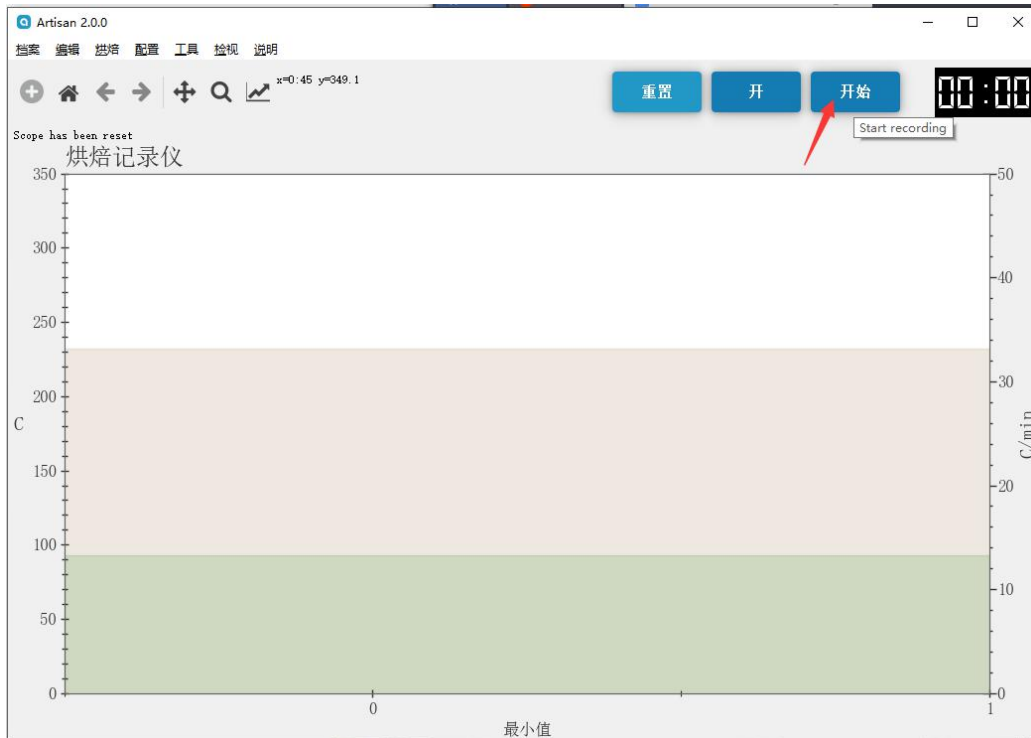 Artisan 2.0.0
档案 编辑 烘焙 配置 工具 检视 说明
x=0:45 y=349.1
重置 开 开始 00:00
Start recording
Scope has been reset
烘焙记录仪
350 50
300
40
250
30
200
C C/min
150
20
100
10
50
0 0
0 1
最小值